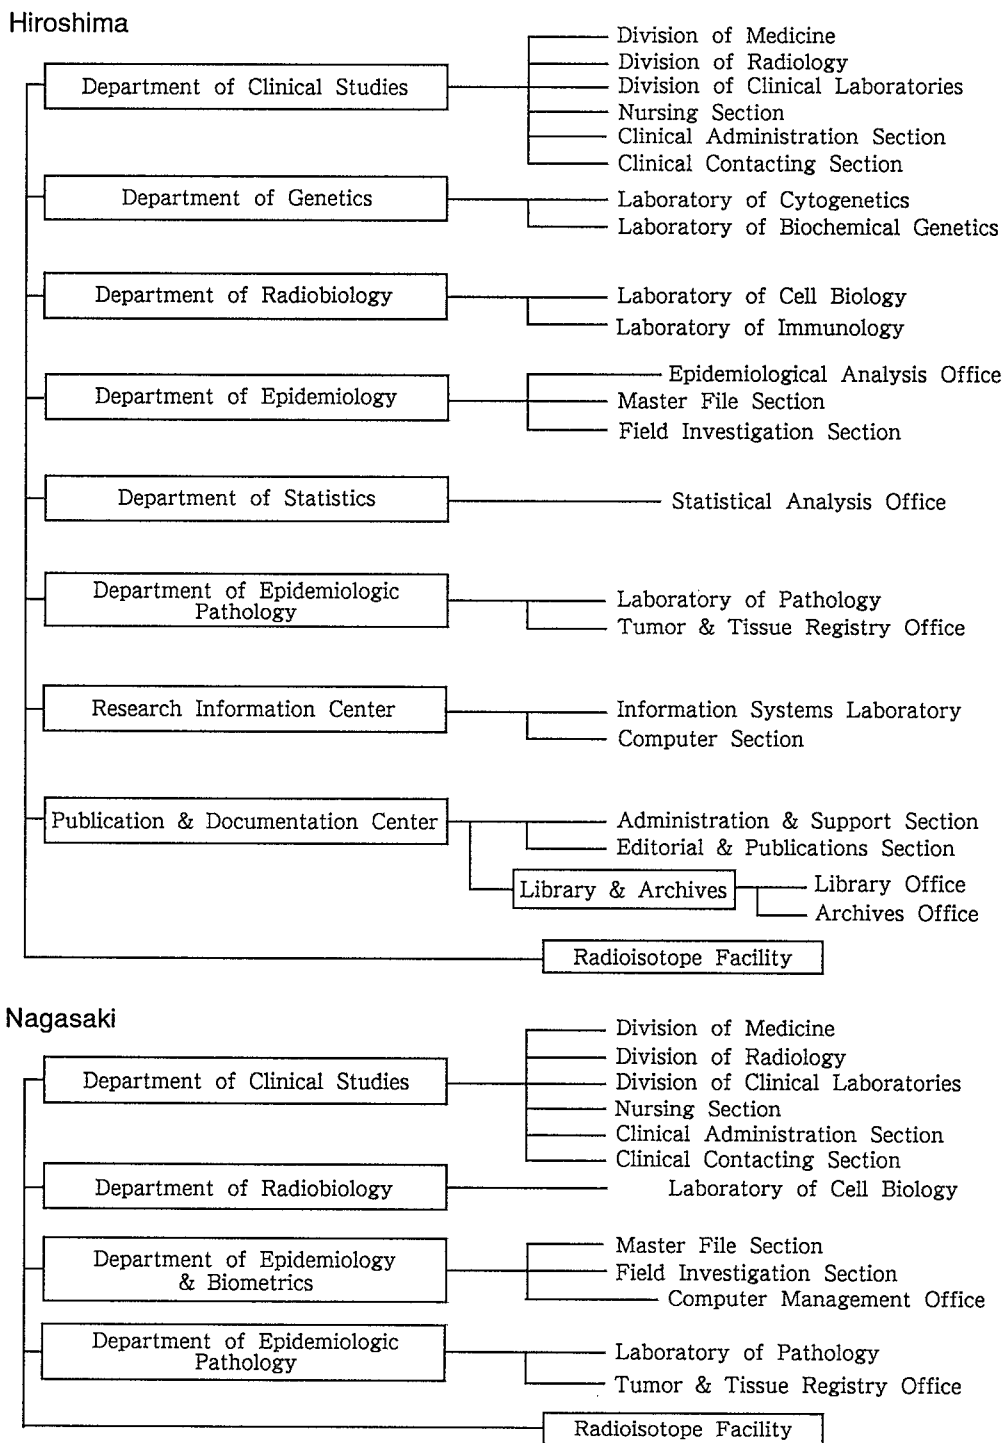 Hiroshima
Department of Clinical Studies
Division of Medicine
Division of Radiology
Division of Clinical Laboratories
Nursing Section
Clinical Administration Section
Clinical Contacting Section
Department of Genetics
Laboratory of Cytogenetics
Laboratory of Biochemical Genetics
Department of Radiobiology
Laboratory of Cell Biology
Laboratory of Immunology
Department of Epidemiology
Epidemiological Analysis Office
Master File Section
Field Investigation Section
Department of Statistics
Statistical Analysis Office
Department of Epidemiologic
Pathology
Laboratory of Pathology
Tumor & Tissue Registry Office
Research Information Center
Information Systems Laboratory
Computer Section
Publication & Documentation Center
Administration & Support Section
Editorial & Publications Section
Library & Archives
Library Office
Archives Office
Radioisotope Facility
Nagasaki
Department of Clinical Studies
Division of Medicine
Division of Radiology
Division of Clinical Laboratories
Nursing Section
Clinical Administration Section
Clinical Contacting Section
Department of Radiobiology
Laboratory of Cell Biology
Department of Epidemiology
& Biometrics
Master File Section
Field Investigation Section
Computer Management Office
Department of Epidemiologic
Pathology
Laboratory of Pathology
Tumor & Tissue Registry Office
Radioisotope Facility